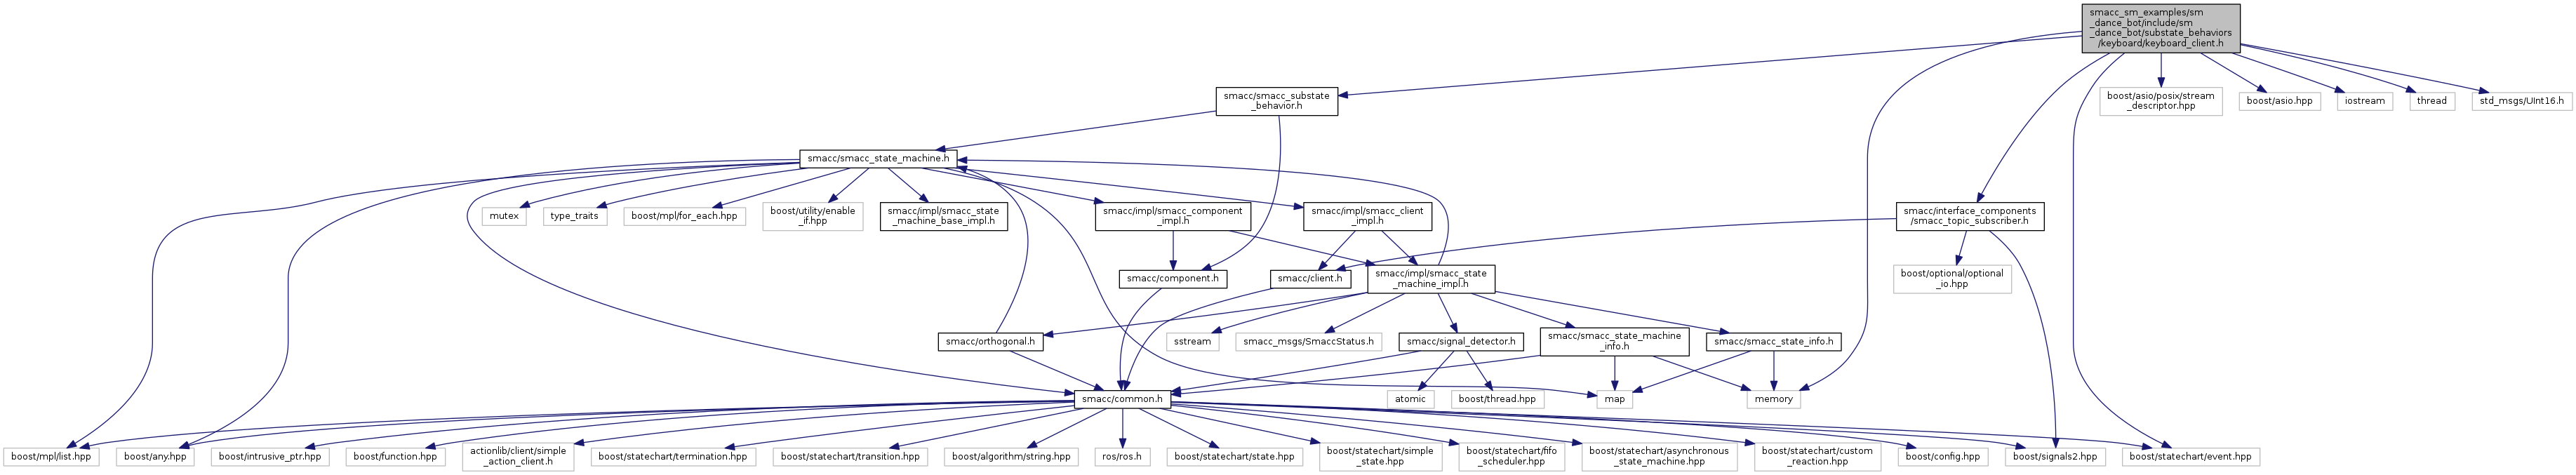 smacc_sm_examples/sm
_dance_bot/include/sm
_dance_bot/substate_behaviors
/keyboard/keyboard_client.h
smacc/smacc_substate
_behavior.h
boost/asio/posix/stream
_descriptor.hpp
boost/asio.hpp
iostream
thread
std_msgs/UInt16.h
smacc/smacc_state_machine.h
mutex
type_traits
boost/mpl/for_each.hpp
boost/utility/enable
_if.hpp
smacc/impl/smacc_state
_machine_base_impl.h
smacc/impl/smacc_component
_impl.h
smacc/impl/smacc_client
_impl.h
smacc/interface_components
/smacc_topic_subscriber.h
smacc/component.h
smacc/client.h
smacc/impl/smacc_state
_machine_impl.h
boost/optional/optional
_io.hpp
smacc/orthogonal.h
sstream
smacc_msgs/SmaccStatus.h
smacc/signal_detector.h
smacc/smacc_state_machine
_info.h
smacc/smacc_state_info.h
smacc/common.h
atomic
boost/thread.hpp
map
memory
boost/mpl/list.hpp
boost/any.hpp
boost/intrusive_ptr.hpp
boost/function.hpp
actionlib/client/simple
_action_client.h
boost/statechart/termination.hpp
boost/statechart/transition.hpp
boost/algorithm/string.hpp
ros/ros.h
boost/statechart/state.hpp
boost/statechart/simple
_state.hpp
boost/statechart/fifo
_scheduler.hpp
boost/statechart/asynchronous
_state_machine.hpp
boost/statechart/custom
_reaction.hpp
boost/config.hpp
boost/signals2.hpp
boost/statechart/event.hpp